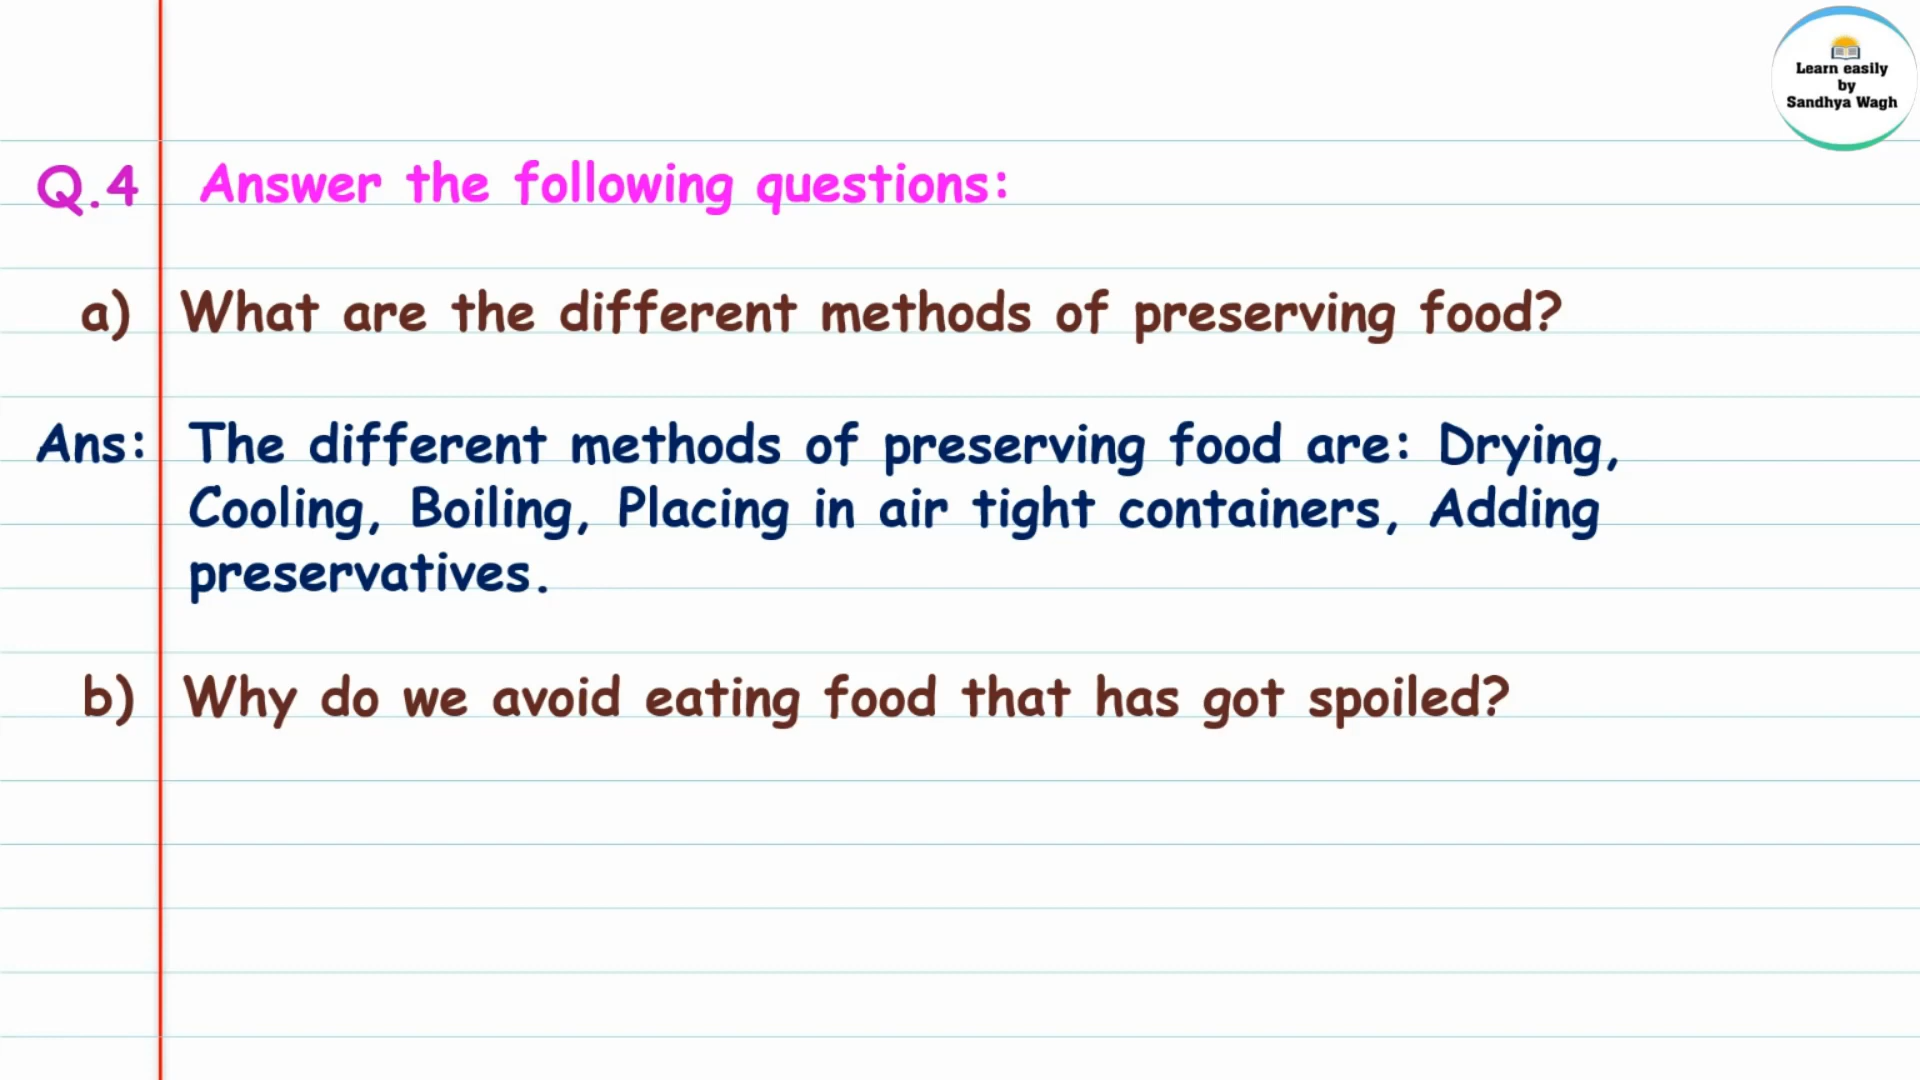 Learn easily
by
Sandhya Wagh
Q.4 Answer the following questions:
a) What are the different methods of preserving food?
Ans: The different methods of preserving food are: Drying,
Cooling, Boiling, Placing in air tight containers, Adding
preservatives.
b) Why do we avoid eating food that has got spoiled?